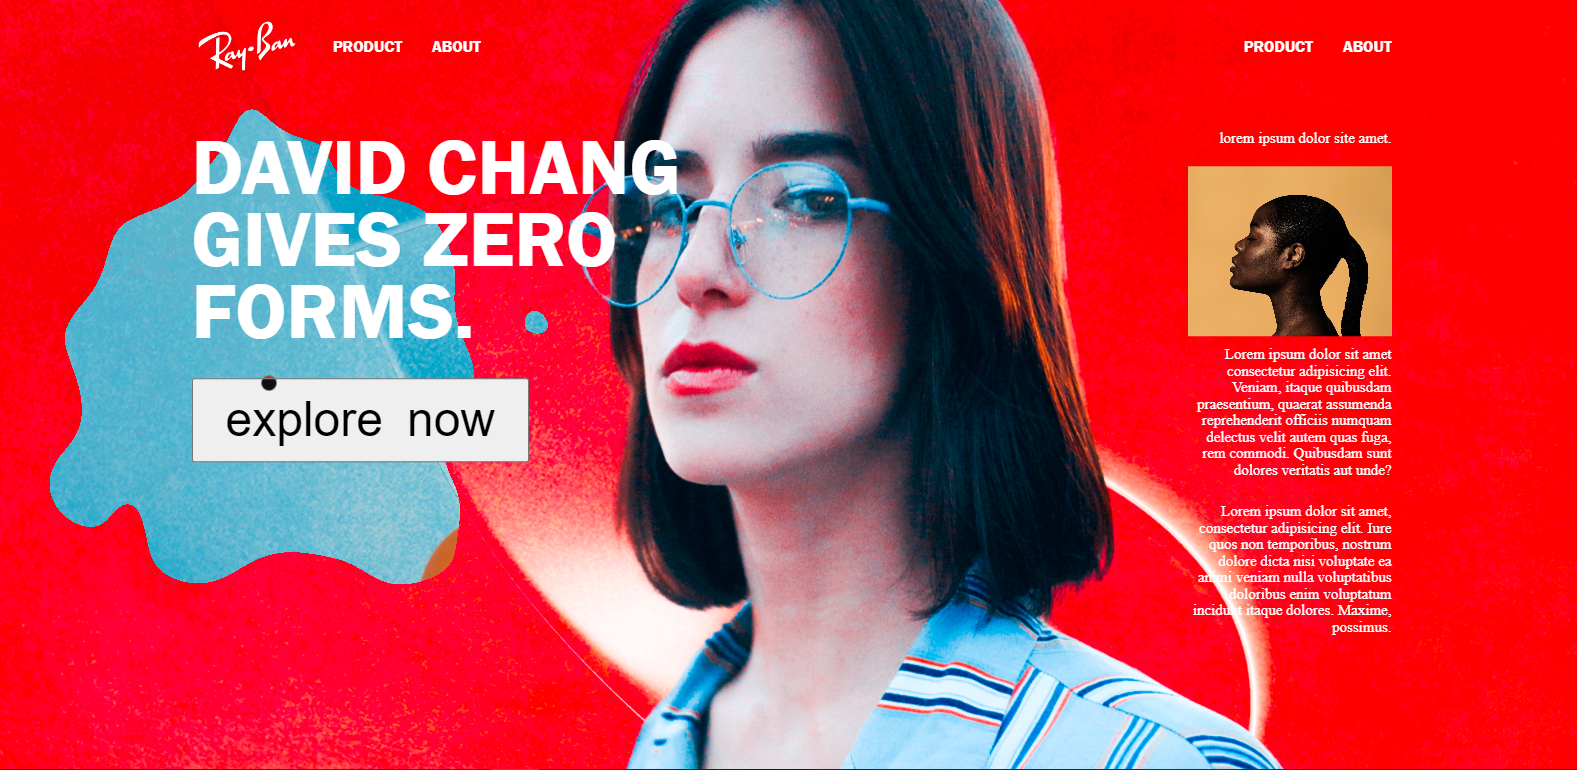 Ray-Ban PRODUCT ABOUT
PRODUCT ABOUT
DAVID CHANG
GIVES ZERO
FORMS.
explore now
lorem ipsum dolor site amet.
Lorem ipsum dolor sit amet
consectetur adipisicing elit.
Veniam, itaque quibusdam
praesentium, quaerat assumenda
reprehenderit officiis numquam
delectus velit autem quas fuga,
rem commodi. Quibusdam sunt
dolores veritatis aut unde?
Lorem ipsum dolor sit amet,
consectetur adipisicing elit. Iure
quos non temporibus, nostrum
dolore dicta nisi voluptate ea
animi veniam nulla voluptatibus
doloribus enim voluptatum
incidunt itaque dolores. Maxime,
possimus.